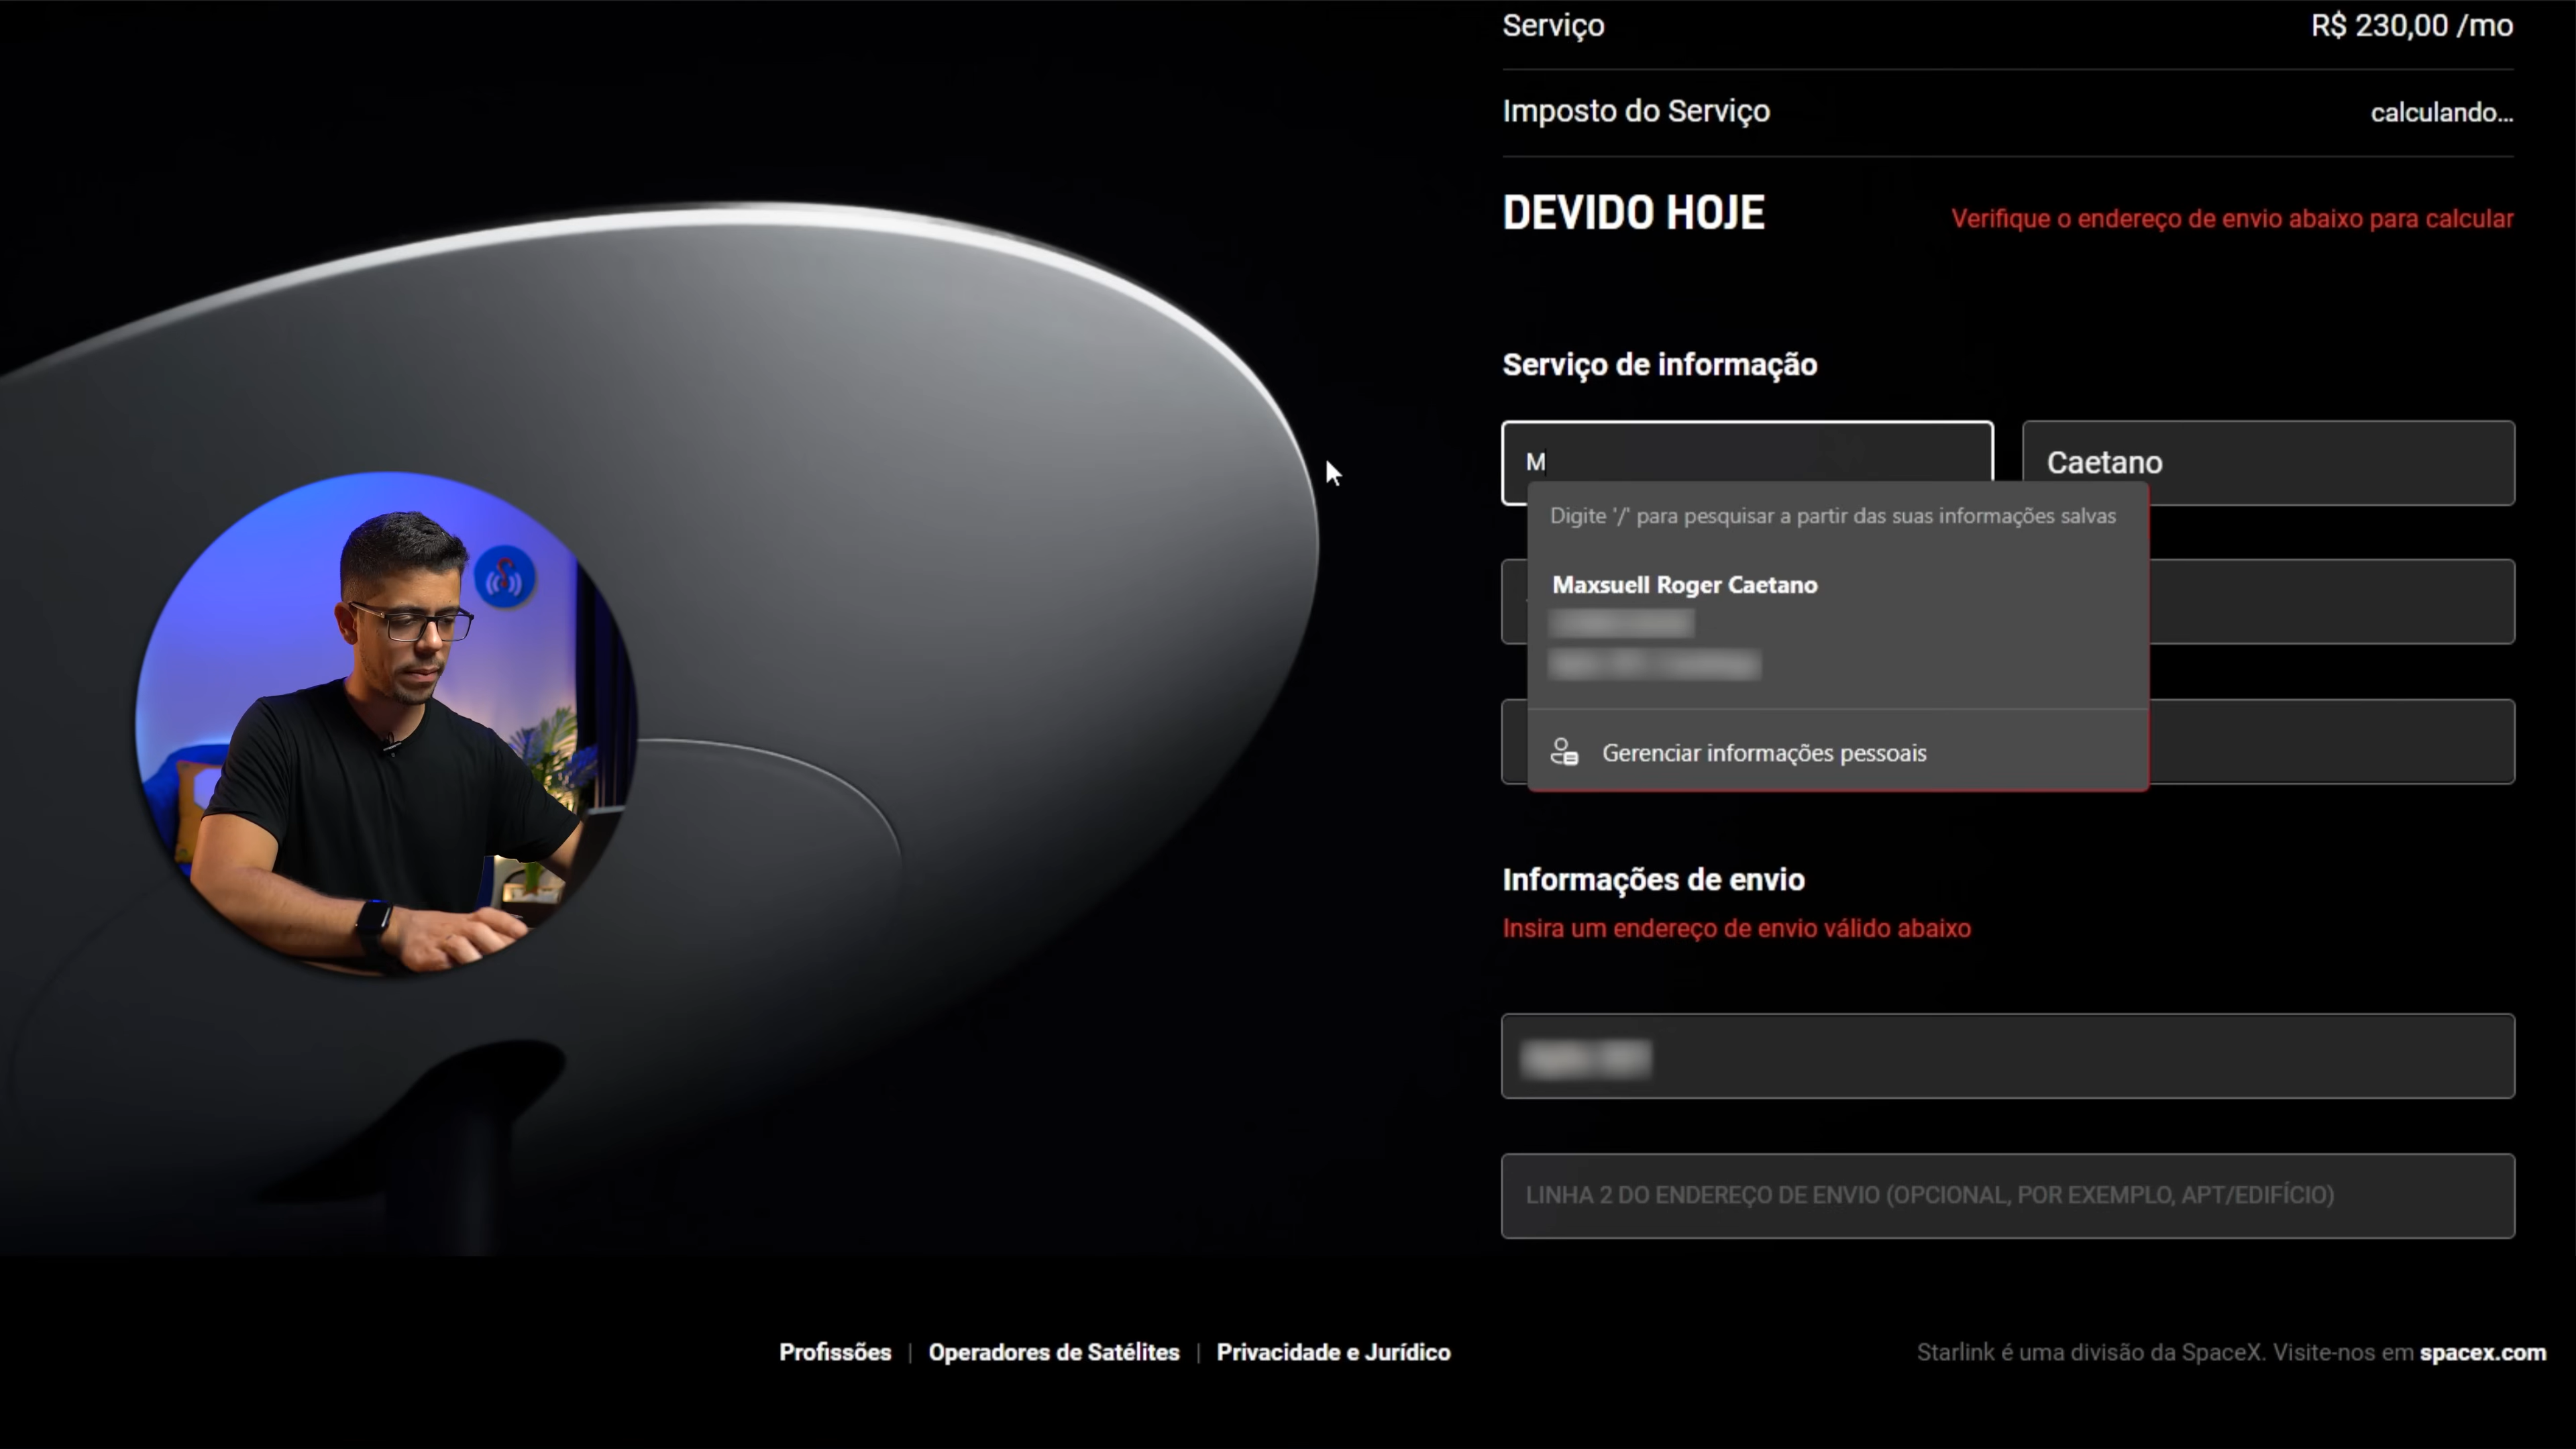 Serviço
R$ 230,00 /mo
Imposto do Serviço
calculando...
DEVIDO HOJE
Verifique o endereço de envio abaixo para calcular
Serviço de informação
M
Caetano
Digite '/' para pesquisar a partir das suas informações salvas
Maxsuell Roger Caetano
Gerenciar informações pessoais
Informações de envio
Insira um endereço de envio válido abaixo
LINHA 2 DO ENDEREÇO DE ENVIO (OPCIONAL, POR EXEMPLO, APT/EDIFÍCIO)
Profissões | Operadores de Satélites | Privacidade e Jurídico
Starlink é uma divisão da SpaceX. Visite-nos em spacex.com